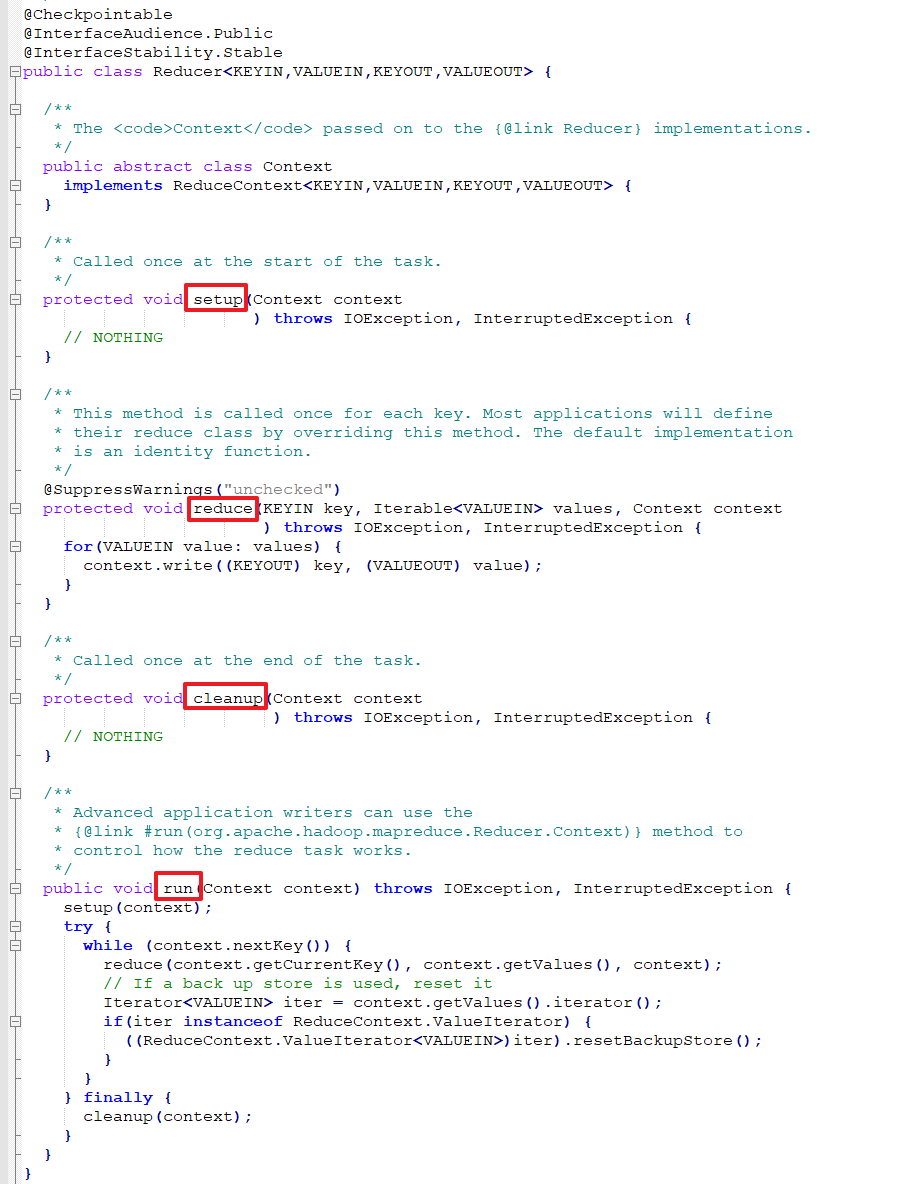 @Checkpointable
@InterfaceAudience.Public
@InterfaceStability.Stable
public class Reducer<KEYIN,VALUEIN,KEYOUT,VALUEOUT> {
/**
* The <code>Context</code> passed on to the {@link Reducer} implementations.
*/
public abstract class Context
implements ReduceContext<KEYIN,VALUEIN,KEYOUT,VALUEOUT> {
}
/**
* Called once at the start of the task.
*/
protected void setup(Context context
) throws IOException, InterruptedException {
// NOTHING
}
/**
* This method is called once for each key. Most applications will define
* their reduce class by overriding this method. The default implementation
* is an identity function.
*/
@SuppressWarnings("unchecked")
protected void reduce(KEYIN key, Iterable<VALUEIN> values, Context context
) throws IOException, InterruptedException {
for(VALUEIN value: values) {
context.write((KEYOUT) key, (VALUEOUT) value);
}
}
/**
* Called once at the end of the task.
*/
protected void cleanup(Context context
) throws IOException, InterruptedException {
// NOTHING
}
/**
* Advanced application writers can use the
* {@link #run(org.apache.hadoop.mapreduce.Reducer.Context)} method to
* control how the reduce task works.
*/
public void run(Context context) throws IOException, InterruptedException {
setup(context);
try {
while (context.nextKey()) {
reduce(context.getCurrentKey(), context.getValues(), context);
// If a back up store is used, reset it
Iterator<VALUEIN> iter = context.getValues().iterator();
if(iter instanceof ReduceContext.ValueIterator) {
((ReduceContext.ValueIterator<VALUEIN>)iter).resetBackupStore();
}
}
} finally {
cleanup(context);
}
}
}